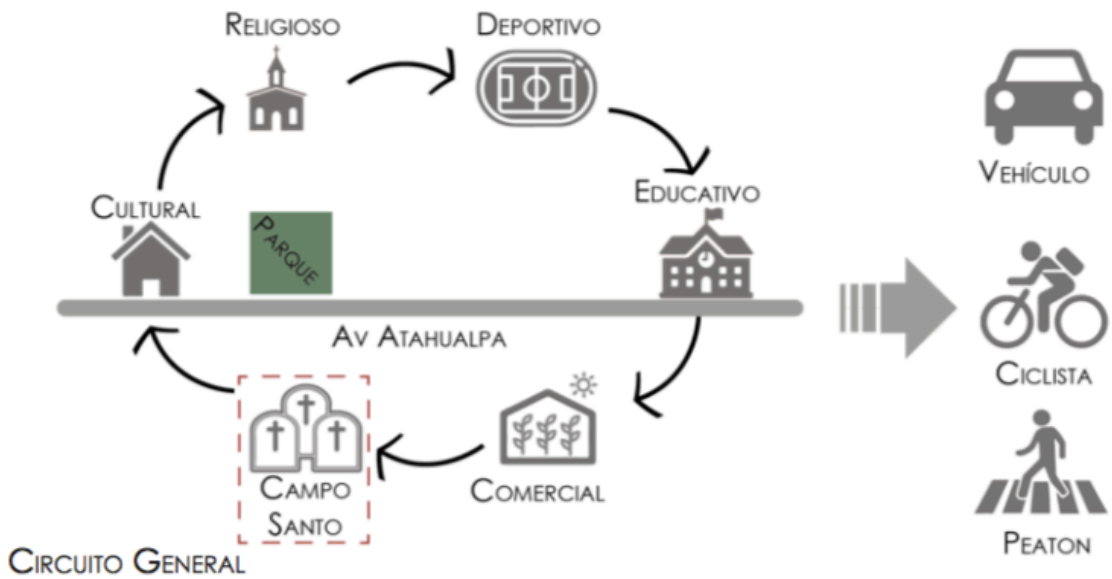 Religioso
Deportivo
Vehículo
Educativo
Cultural
Parque
Av Atahualpa
Ciclista
Campo
Santo
Comercial
Peaton
Circuito General